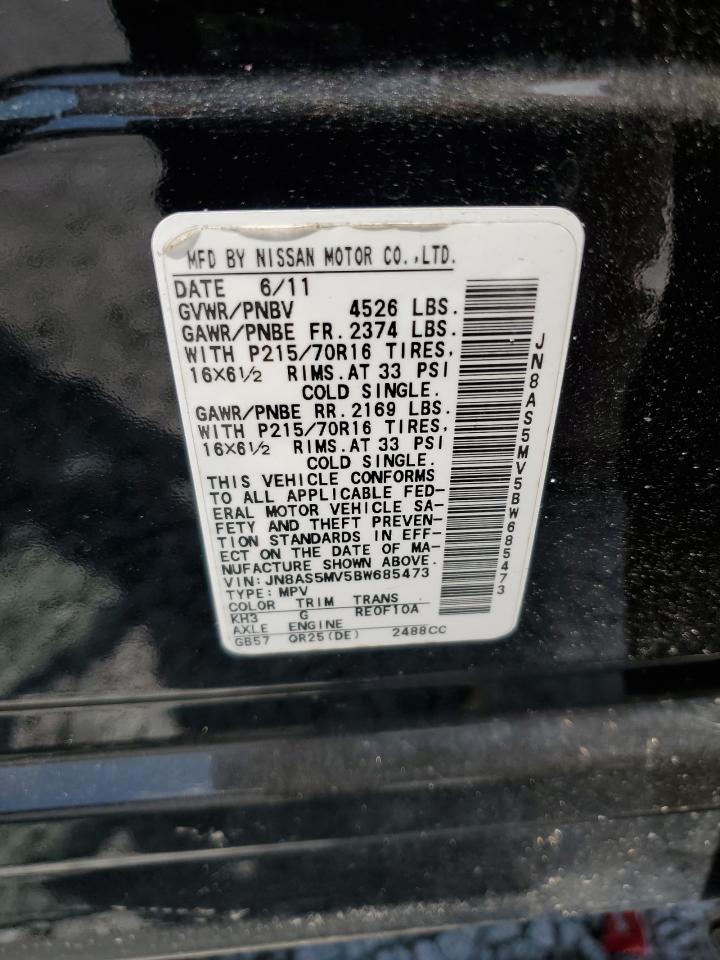 MFD BY NISSAN MOTOR CO.,LTD.
DATE 6/11
GVWR/PNBV 4526 LBS.
GAWR/PNBE FR. 2374 LBS.
WITH P215/70R16 TIRES,
16X6½ RIMS.AT 33 PSI
COLD SINGLE.
GAWR/PNBE RR. 2169 LBS.
WITH P215/70R16 TIRES,
16X6½ RIMS.AT 33 PSI
COLD SINGLE.
THIS VEHICLE CONFORMS
TO ALL APPLICABLE FED-
ERAL MOTOR VEHICLE SA-
FETY AND THEFT PREVEN-
TION STANDARDS IN EFF-
ECT ON THE DATE OF MA-
NUFACTURE SHOWN ABOVE.
VIN: JN8AS5MV5BW685473
TYPE: MPV
COLOR TRIM TRANS
KH3 G RE0F10A
AXLE ENGINE
GB57 QR25(DE) 2488CC
JN8AS5MV5BW685473